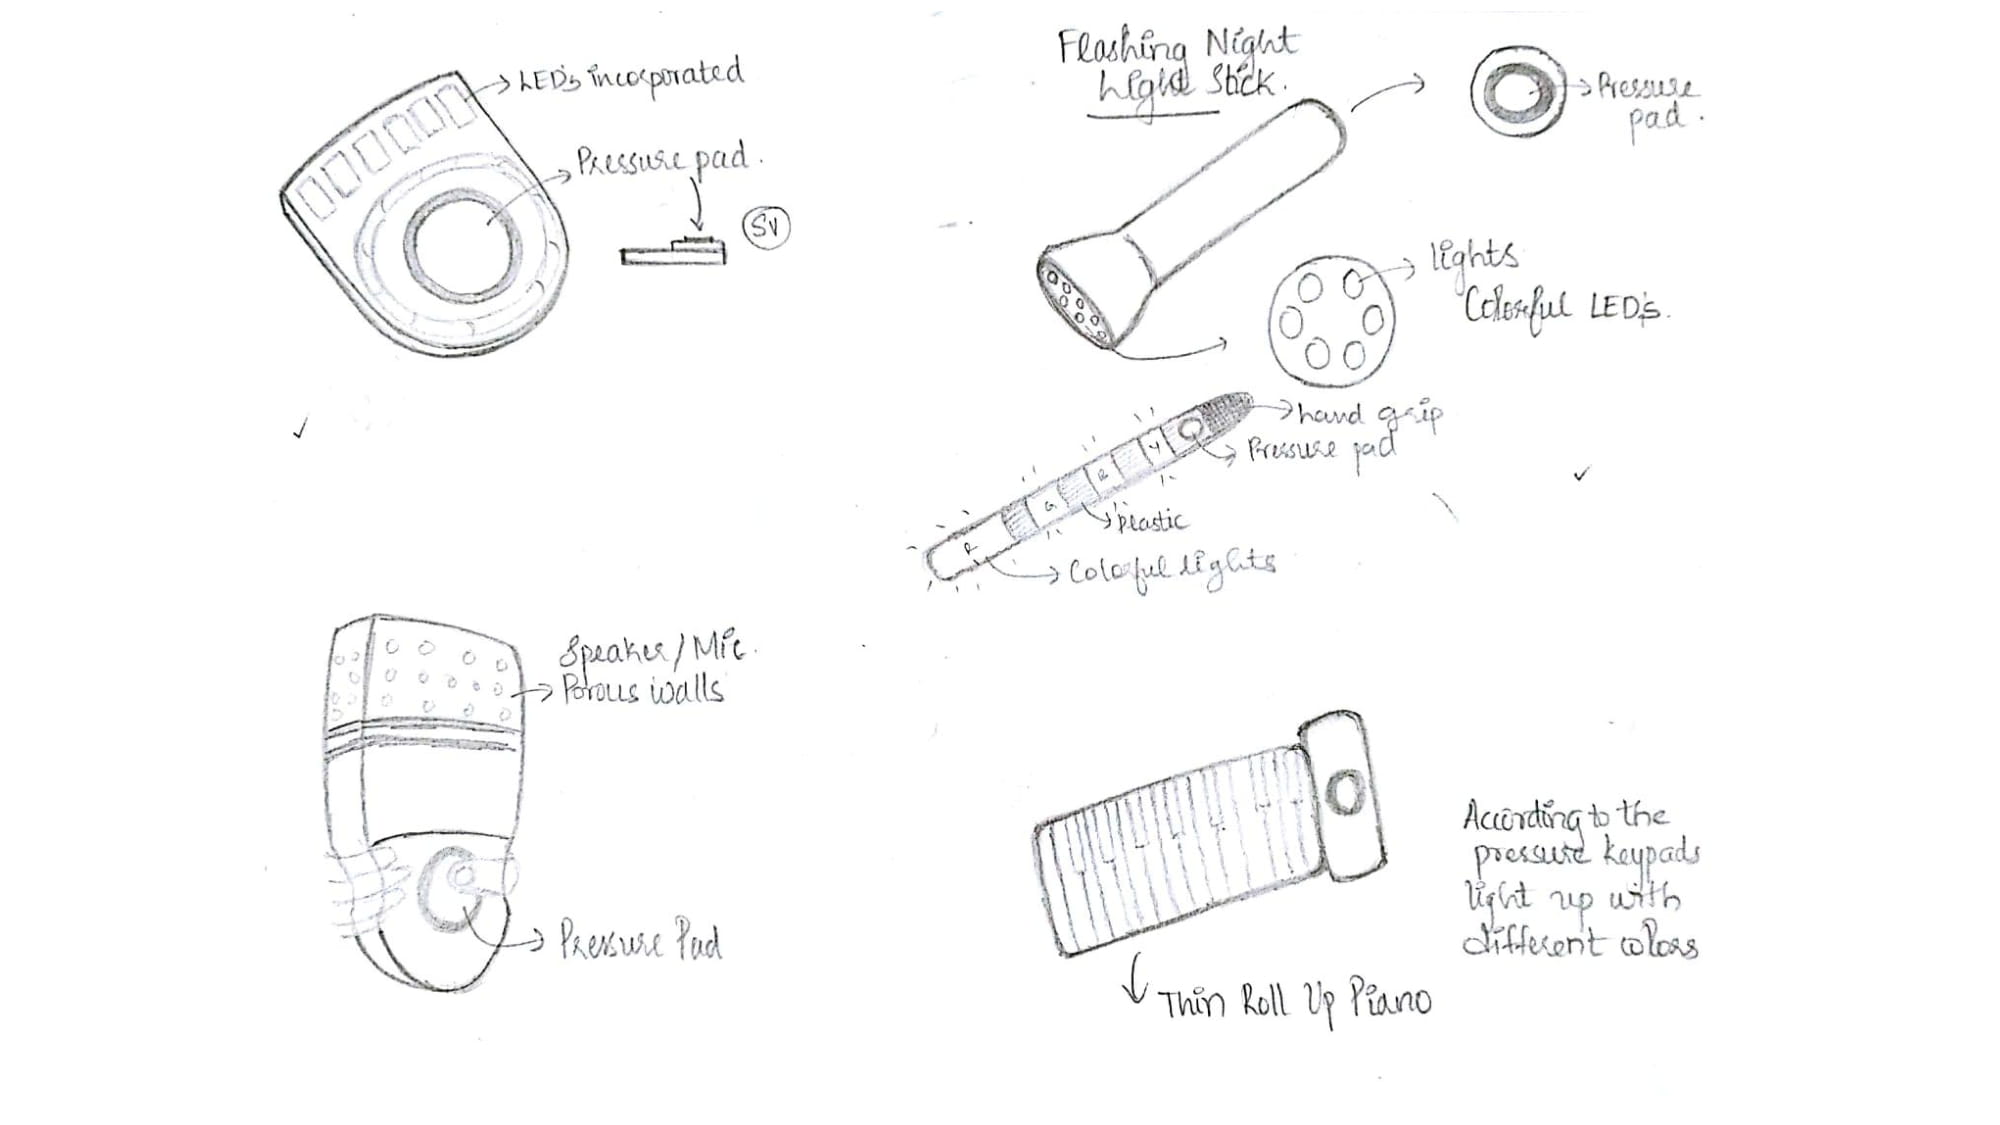 LED's incorporated
Pressure pad.
SV
Flashing Night
Light Stick.
Pressure
pad.
lights
Colorful LED's.
hand grip
Pressure pad
Y
R
G
R
plastic
Colorful lights
Speaker/Mic.
Porous walls
Pressure Pad
According to the
pressure keypads
light up with
different colors
Thin Roll Up Piano